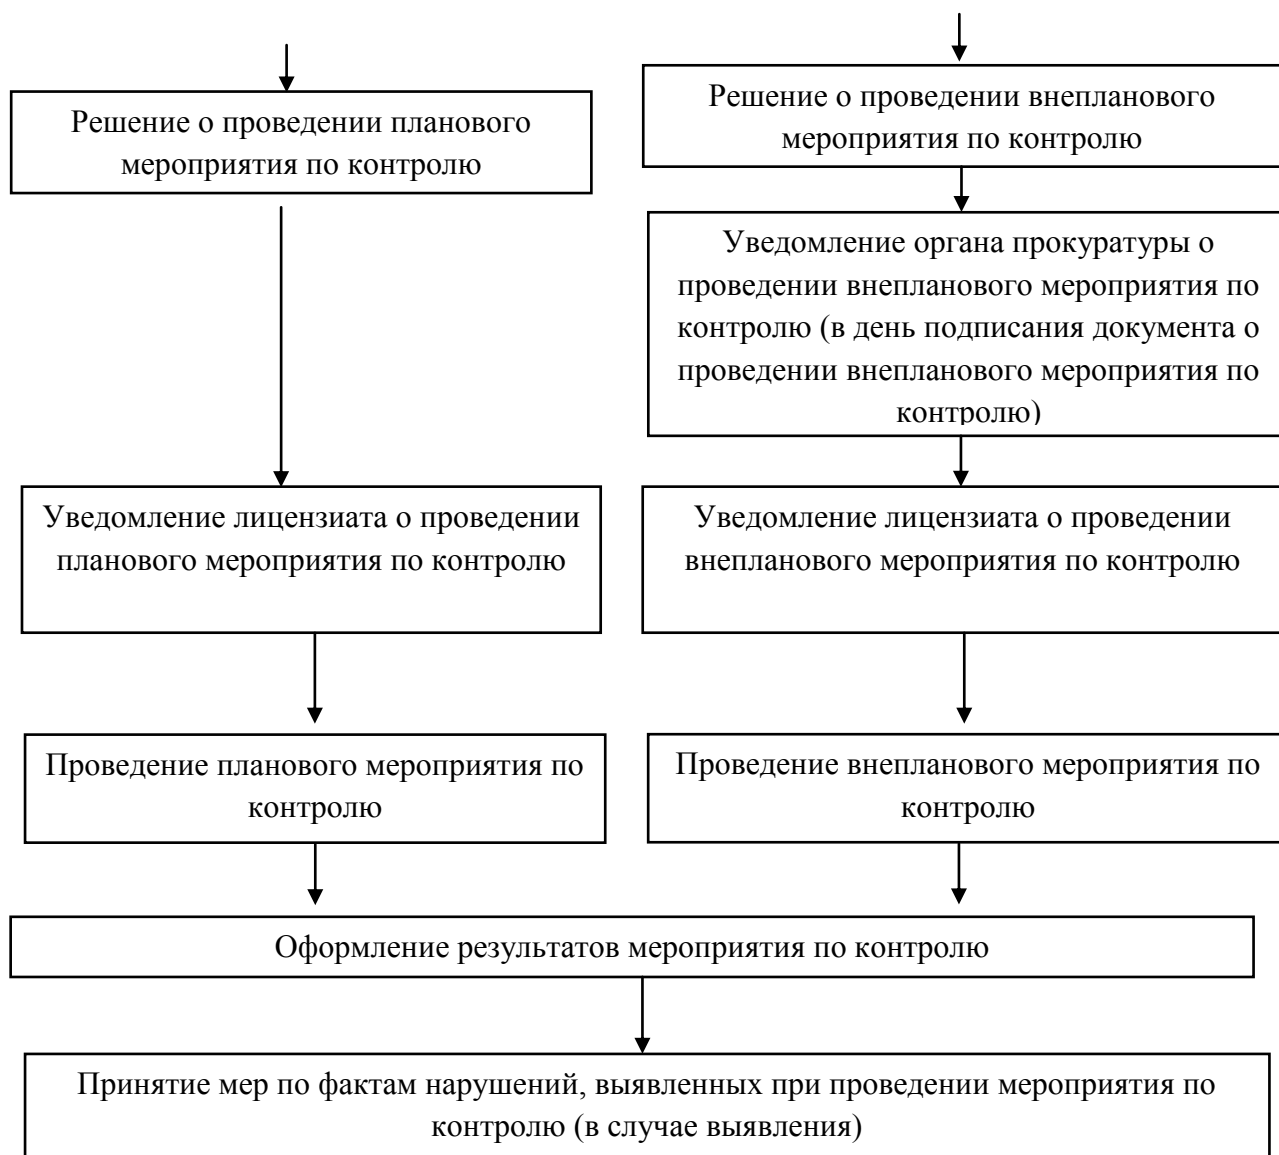 Решение о проведении планового
мероприятия по контролю
Решение о проведении внепланового
мероприятия по контролю
Уведомление органа прокуратуры о
проведении внепланового мероприятия по
контролю (в день подписания документа о
проведении внепланового мероприятия по
контролю)
Уведомление лицензиата о проведении
планового мероприятия по контролю
Уведомление лицензиата о проведении
внепланового мероприятия по контролю
Проведение планового мероприятия по
контролю
Проведение внепланового мероприятия по
контролю
Оформление результатов мероприятия по контролю
Принятие мер по фактам нарушений, выявленных при проведении мероприятия по
контролю (в случае выявления)